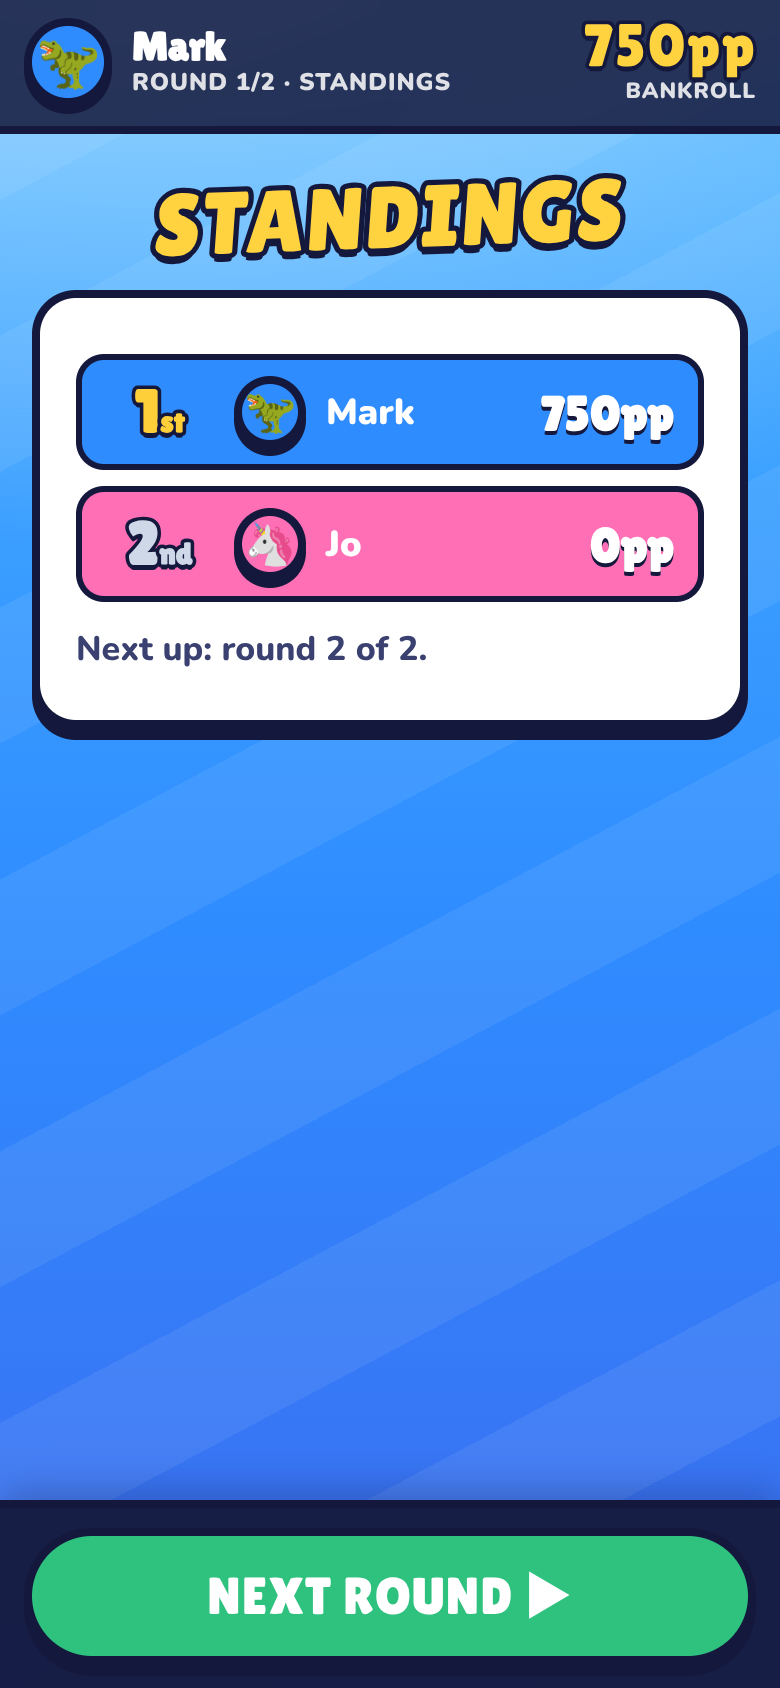 Mark
ROUND 1/2 · STANDINGS
750pp
BANKROLL
STANDINGS
1st Mark 750pp
2nd Jo 0pp
Next up: round 2 of 2.
NEXT ROUND ▶